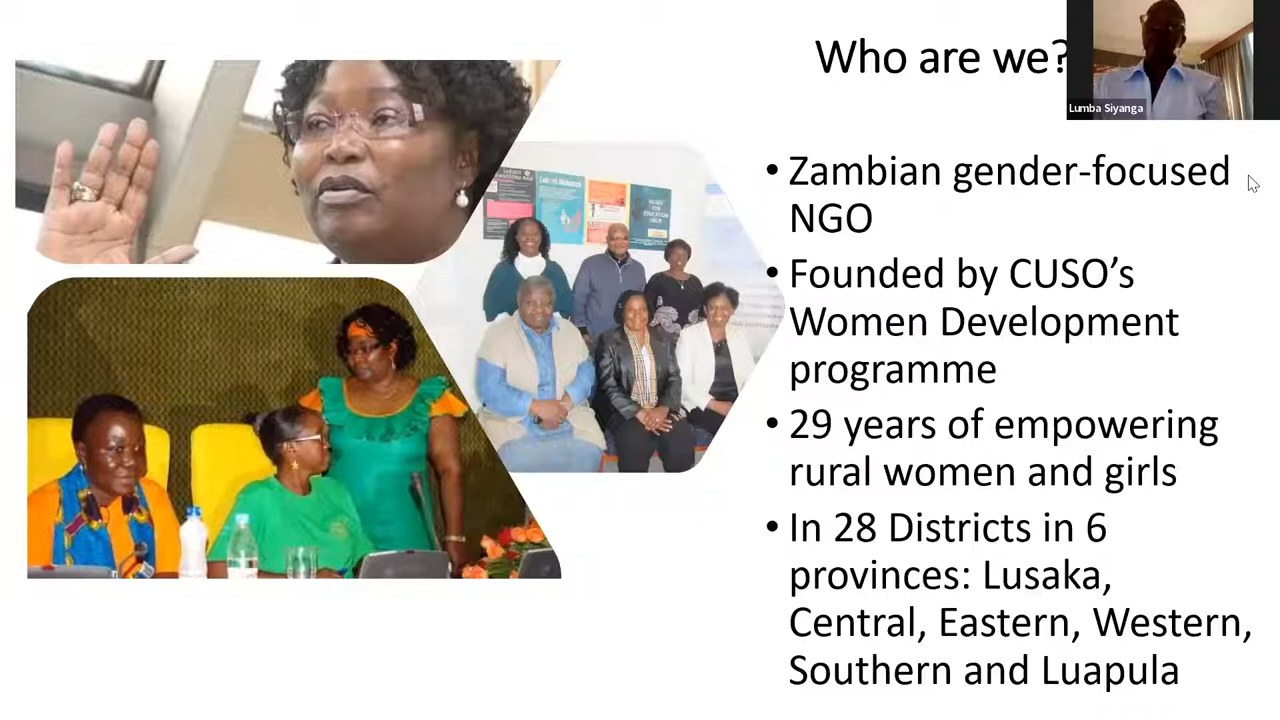 Who are we?
Lumba Siyanga
• Zambian gender-focused
NGO
• Founded by CUSO’s
Women Development
programme
• 29 years of empowering
rural women and girls
• In 28 Districts in 6
provinces: Lusaka,
Central, Eastern, Western,
Southern and Luapula